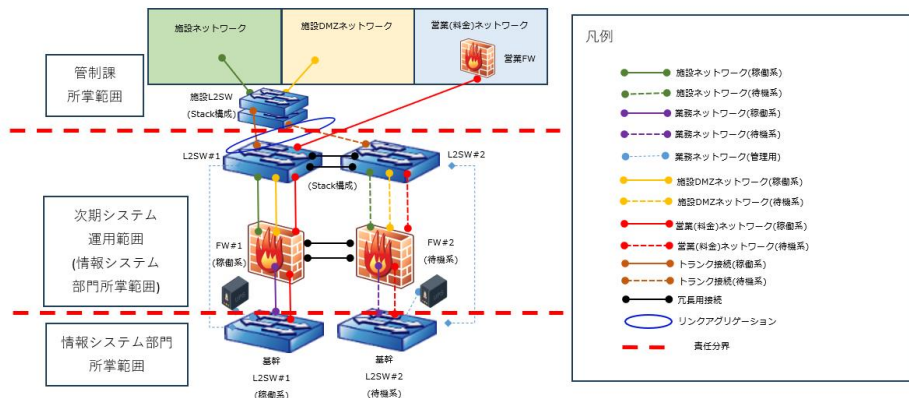 施設ネットワーク
施設DMZネットワーク
営業(料金)ネットワーク
営業FW
管制課
所掌範囲
施設L2SW
(Stack構成)
L2SW#1
L2SW#2
(Stack構成)
次期システム
運用範囲
(情報システム
部門所掌範囲)
FW#1
(稼働系)
FW#2
(待機系)
情報システム部門
所掌範囲
基幹
L2SW#1
(稼働系)
基幹
L2SW#2
(待機系)
凡例
施設ネットワーク(稼働系)
施設ネットワーク(待機系)
業務ネットワーク(稼働系)
業務ネットワーク(待機系)
業務ネットワーク(管理用)
施設DMZネットワーク(稼働系)
施設DMZネットワーク(待機系)
営業(料金)ネットワーク(稼働系)
営業(料金)ネットワーク(待機系)
トランク接続(稼働系)
トランク接続(待機系)
冗長用接続
リンクアグリゲーション
責任分界